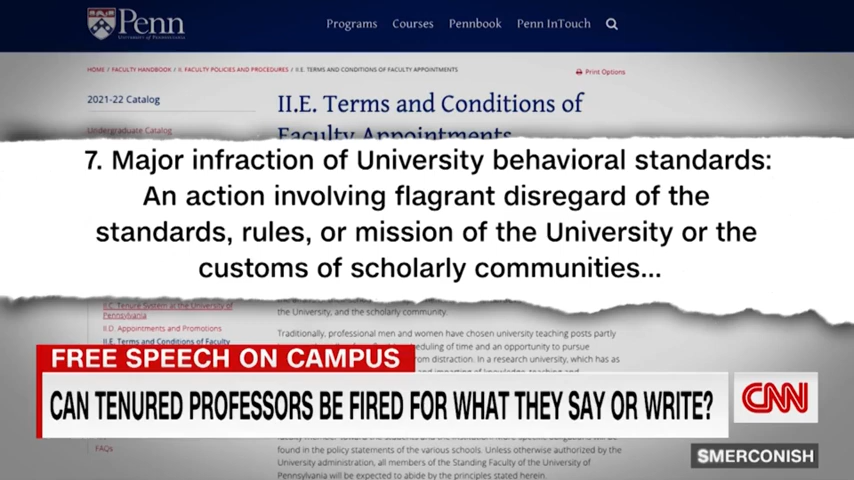 Penn
UNIVERSITY OF PENNSYLVANIA
Programs Courses Pennbook Penn InTouch
HOME / FACULTY HANDBOOK / II. FACULTY POLICIES AND PROCEDURES / II.E. TERMS AND CONDITIONS OF FACULTY APPOINTMENTS
Print Options
2021-22 Catalog
Undergraduate Catalog
II.E. Terms and Conditions of
Faculty Appointments
7. Major infraction of University behavioral standards:
An action involving flagrant disregard of the
standards, rules, or mission of the University or the
customs of scholarly communities...
II.C. Tenure System at the University of
Pennsylvania
II.D. Appointments and Promotions
II.E. Terms and Conditions of Faculty
the University, and the scholarly community.
Traditionally, professional men and women have chosen university teaching posts partly
eduling of time and an opportunity to pursue
rom distraction. In a research university, which has as
FREE SPEECH ON CAMPUS
CAN TENURED PROFESSORS BE FIRED FOR WHAT THEY SAY OR WRITE?
CNN
FAQs
found in the policy statements of the various schools. Unless otherwise authorized by the
University administration, all members of the Standing Faculty of the University of
Pennsylvania will be expected to abide by the principles stated herein.
SMERCONISH